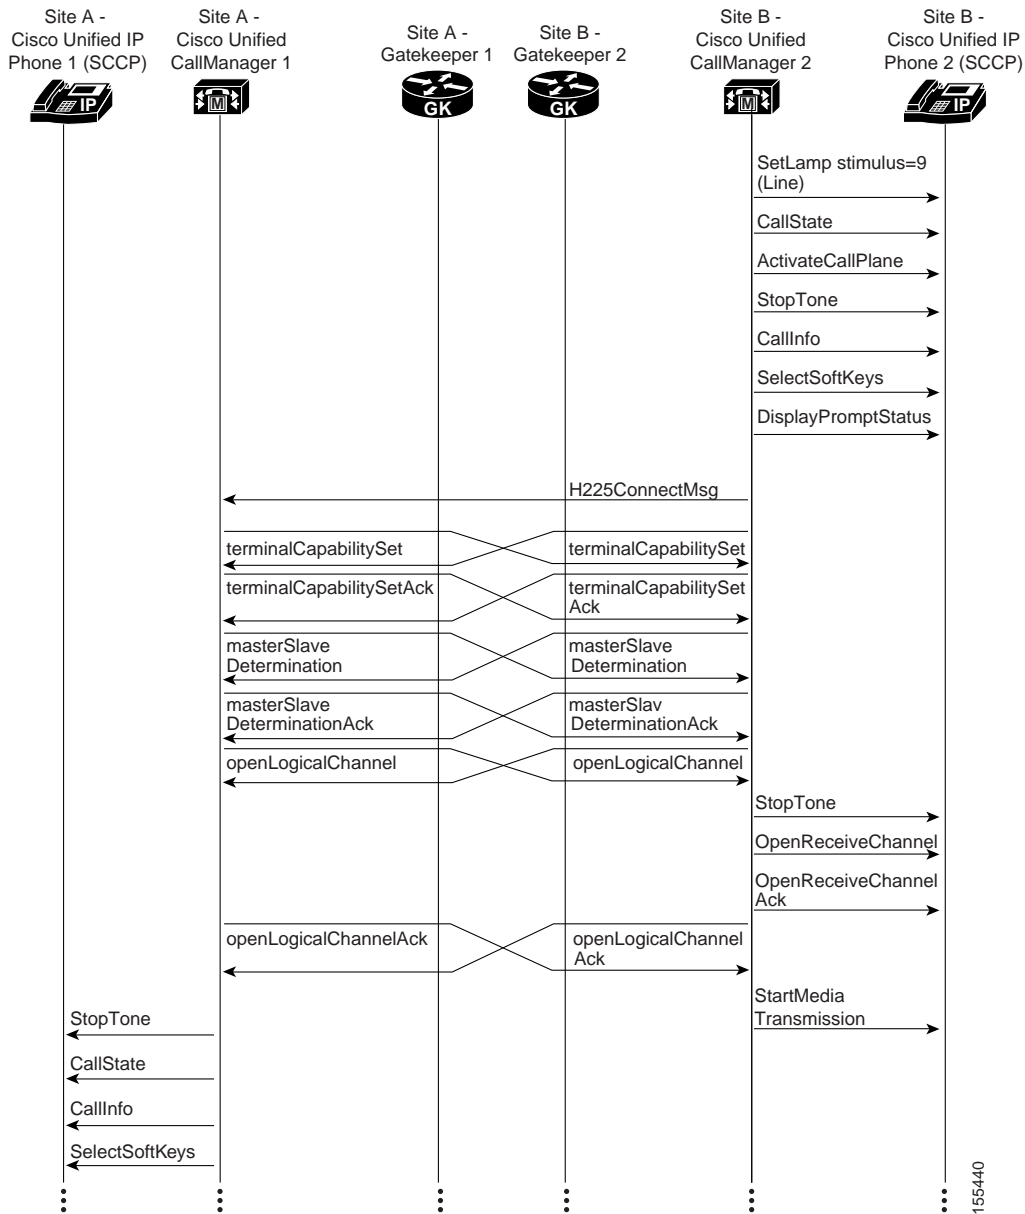 Site A -
Cisco Unified IP
Phone 1 (SCCP)
Site A -
Cisco Unified
CallManager 1
Site A -
Gatekeeper 1
Site B -
Gatekeeper 2
Site B -
Cisco Unified
CallManager 2
Site B -
Cisco Unified IP
Phone 2 (SCCP)
IP
M
GK
GK
M
IP
SetLamp stimulus=9
(Line)
CallState
ActivateCallPlane
StopTone
CallInfo
SelectSoftKeys
DisplayPromptStatus
H225ConnectMsg
terminalCapabilitySet
terminalCapabilitySet
terminalCapabilitySetAck
terminalCapabilitySet
Ack
masterSlave
Determination
masterSlave
Determination
masterSlave
DeterminationAck
masterSlav
DeterminationAck
openLogicalChannel
openLogicalChannel
StopTone
OpenReceiveChannel
OpenReceiveChannel
Ack
openLogicalChannelAck
openLogicalChannel
Ack
StartMedia
Transmission
StopTone
CallState
CallInfo
SelectSoftKeys
155440